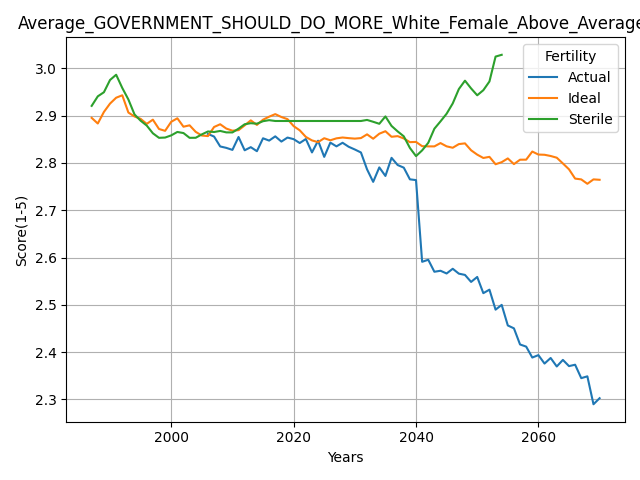 Average_GOVERNMENT_SHOULD_DO_MORE_White_Female_Above_Average
Fertility
Actual
Ideal
Sterile
Score(1-5)
3.0
2.9
2.8
2.7
2.6
2.5
2.4
2.3
2000 2020 2040 2060
Years